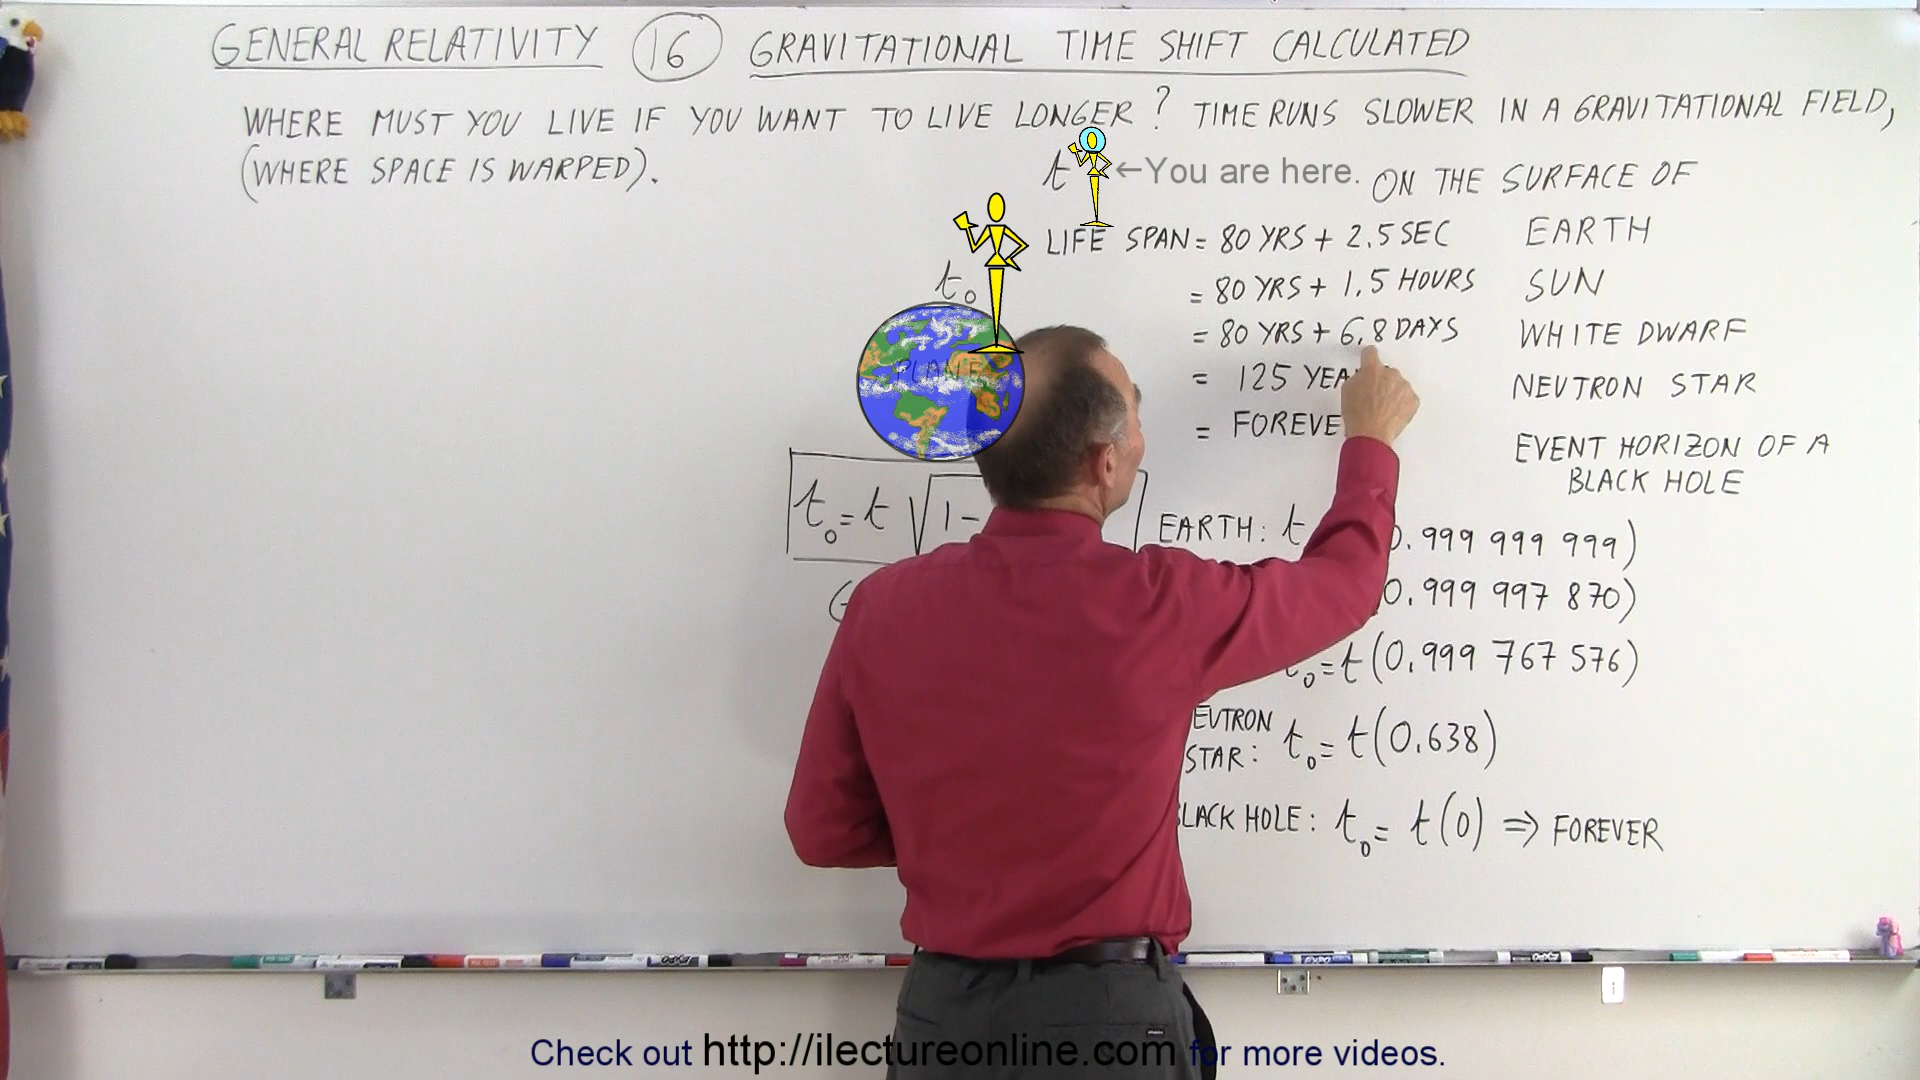 GENERAL RELATIVITY 16 GRAVITATIONAL TIME SHIFT CALCULATED
WHERE MUST YOU LIVE IF YOU WANT TO LIVE LONGER? TIME RUNS SLOWER IN A GRAVITATIONAL FIELD,
(WHERE SPACE IS WARPED).
t ←You are here. ON THE SURFACE OF
LIFE SPAN = 80 YRS + 2.5 SEC EARTH
t₀ = 80 YRS + 1.5 HOURS SUN
= 80 YRS + 6.8 DAYS WHITE DWARF
= 125 YEA NEUTRON STAR
= FOREVE
EVENT HORIZON OF A
BLACK HOLE
t₀ = t √1-
EARTH: t 0.999 999 999)
0.999 997 870)
t₀ = t(0.999 767 576)
EUTRON
STAR: t₀ = t(0.638)
LACK HOLE: t₀ = t(0) ⇒ FOREVER
Check out http://ilectureonline.com for more videos.